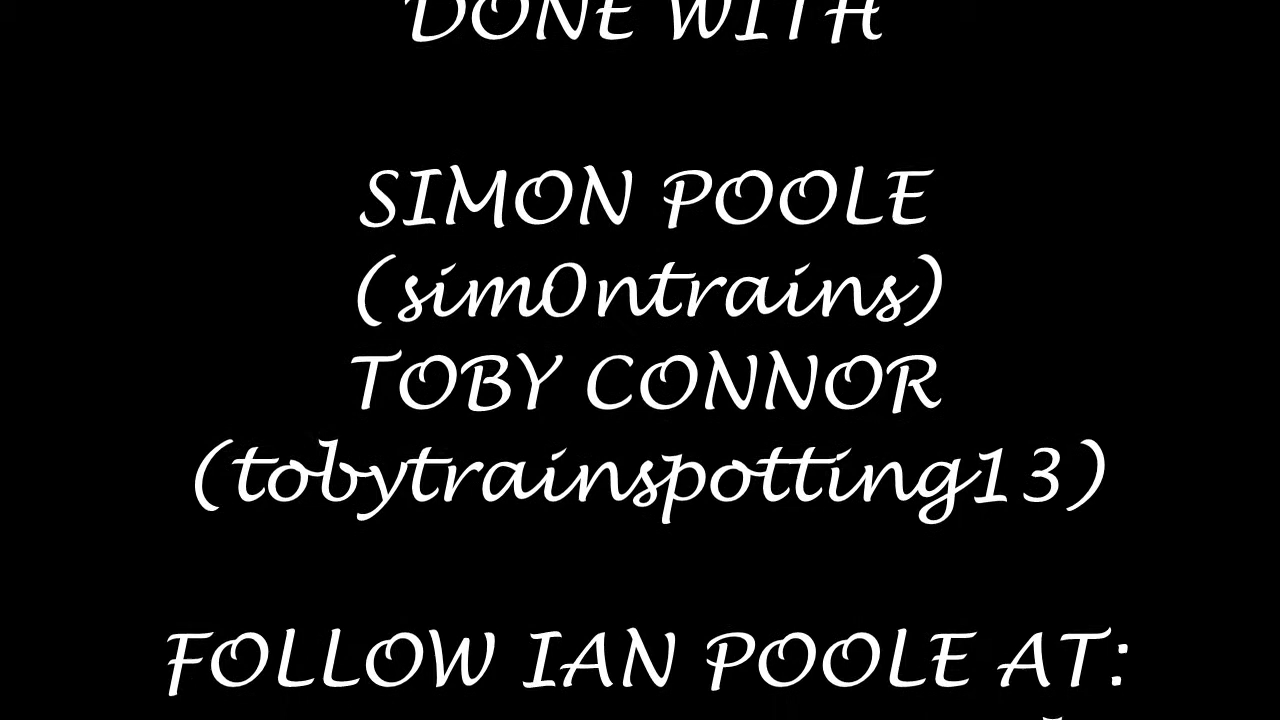 DONE WITH
SIMON POOLE
(sim0ntrains)
TOBY CONNOR
(tobytrainspotting13)
FOLLOW IAN POOLE AT: